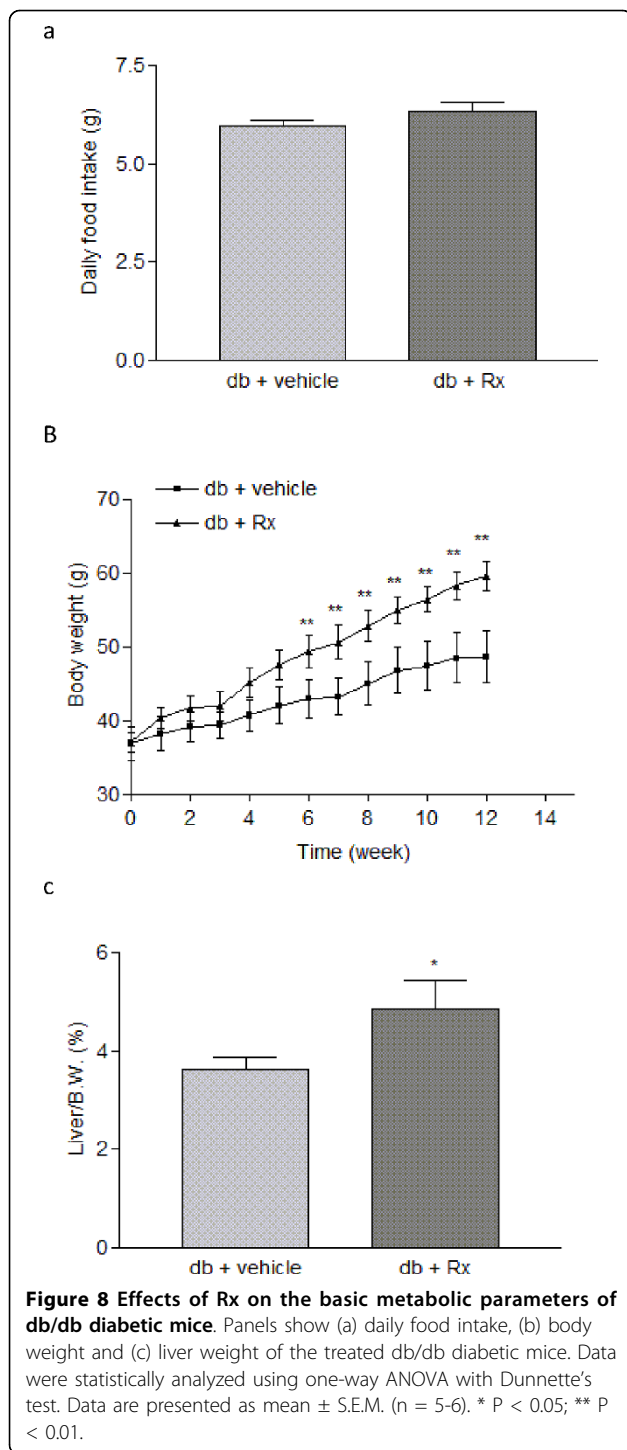 a
7.5
5.0
2.5
0.0
Daily food intake (g)
db + vehicle db + Rx
B
db + vehicle
db + Rx
70
60
50
40
30
Body weight (g)
** ** ** ** ** ** **
0 2 4 6 8 10 12 14
Time (week)
c
6
4
2
0
Liver/B.W. (%)
*
db + vehicle db + Rx
Figure 8 Effects of Rx on the basic metabolic parameters of
db/db diabetic mice. Panels show (a) daily food intake, (b) body
weight and (c) liver weight of the treated db/db diabetic mice. Data
were statistically analyzed using one-way ANOVA with Dunnette's
test. Data are presented as mean ± S.E.M. (n = 5-6). * P < 0.05; ** P
< 0.01.